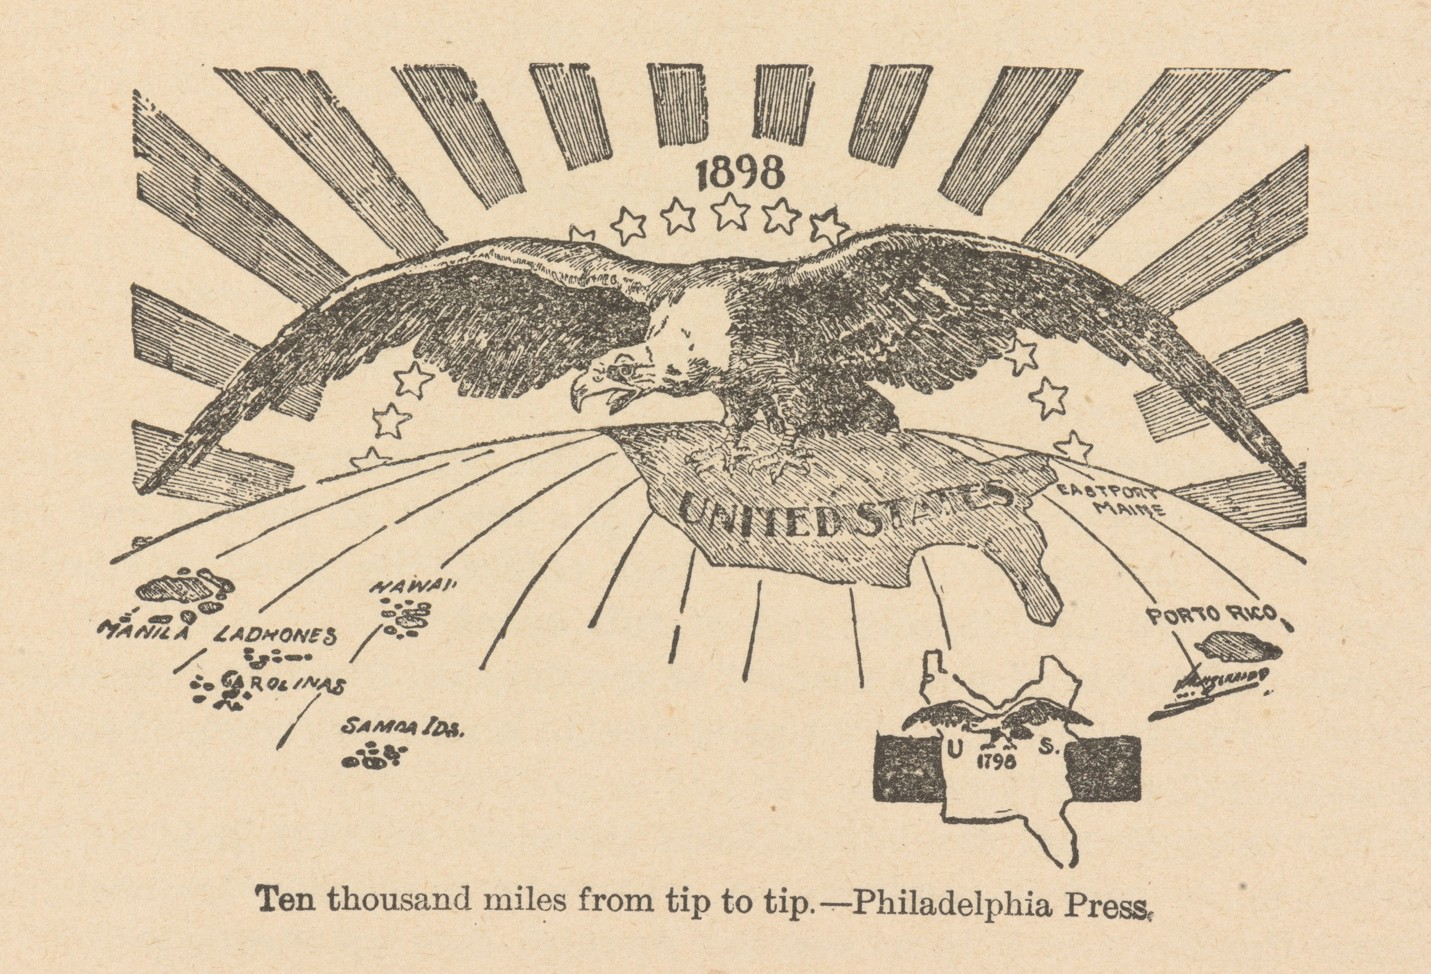 1898
UNITED STATES
EASTPORT
MAINE
HAWAII
MANILA
LADRONES
CAROLINAS
SAMOA IDS.
PORTO RICO
U S.
1798
Ten thousand miles from tip to tip.—Philadelphia Press.